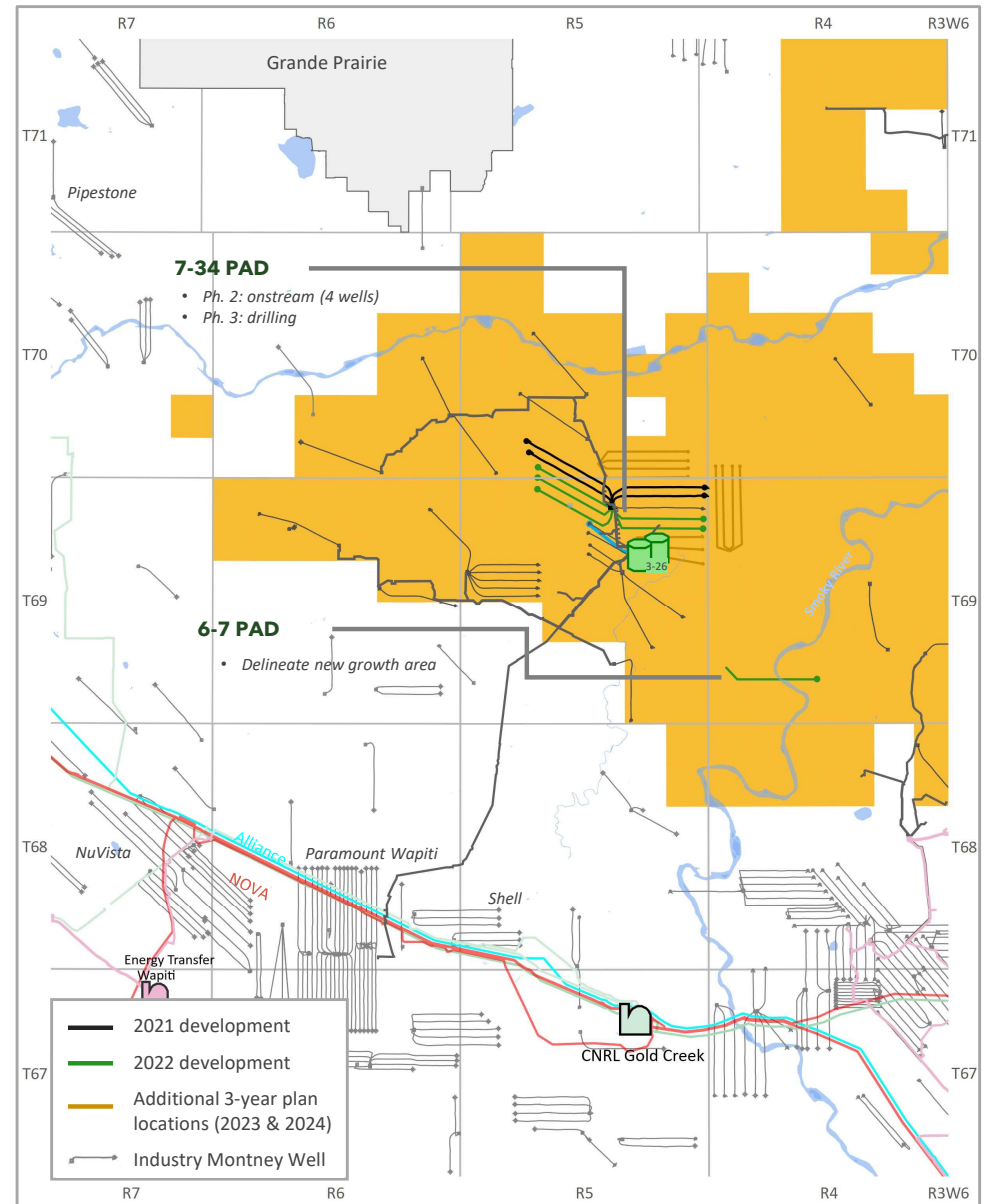 R7 R6 R5 R4 R3W6
Grande Prairie
T71 T71
Pipestone
7-34 PAD
• Ph. 2: onstream (4 wells)
• Ph. 3: drilling
T70 T70
3-26
Smoky River
T69 T69
6-7 PAD
• Delineate new growth area
T68 T68
Alliance
NuVista
Paramount Wapiti
NOVA
Shell
Energy Transfer
Wapiti
CNRL Gold Creek
2021 development
2022 development
Additional 3-year plan
locations (2023 & 2024)
Industry Montney Well
T67 T67
R7 R6 R5 R4 R3W6